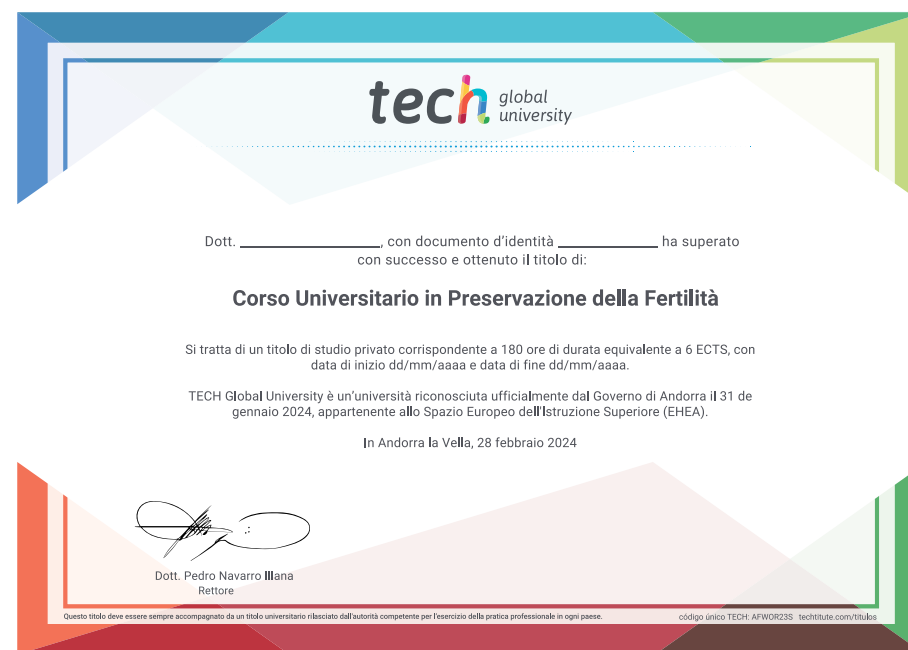 tech global university
Dott. ____________________, con documento d'identità ______________ ha superato
con successo e ottenuto il titolo di:
Corso Universitario in Preservazione della Fertilità
Si tratta di un titolo di studio privato corrispondente a 180 ore di durata equivalente a 6 ECTS, con
data di inizio dd/mm/aaaa e data di fine dd/mm/aaaa.
TECH Global University è un'università riconosciuta ufficialmente dal Governo di Andorra il 31 de
gennaio 2024, appartenente allo Spazio Europeo dell'Istruzione Superiore (EHEA).
In Andorra la Vella, 28 febbraio 2024
Dott. Pedro Navarro Illana
Rettore
Questo titolo deve essere sempre accompagnato da un titolo universitario rilasciato dall'autorità competente per l'esercizio della pratica professionale in ogni paese.
código único TECH: AFWOR23S techtitute.com/titulos